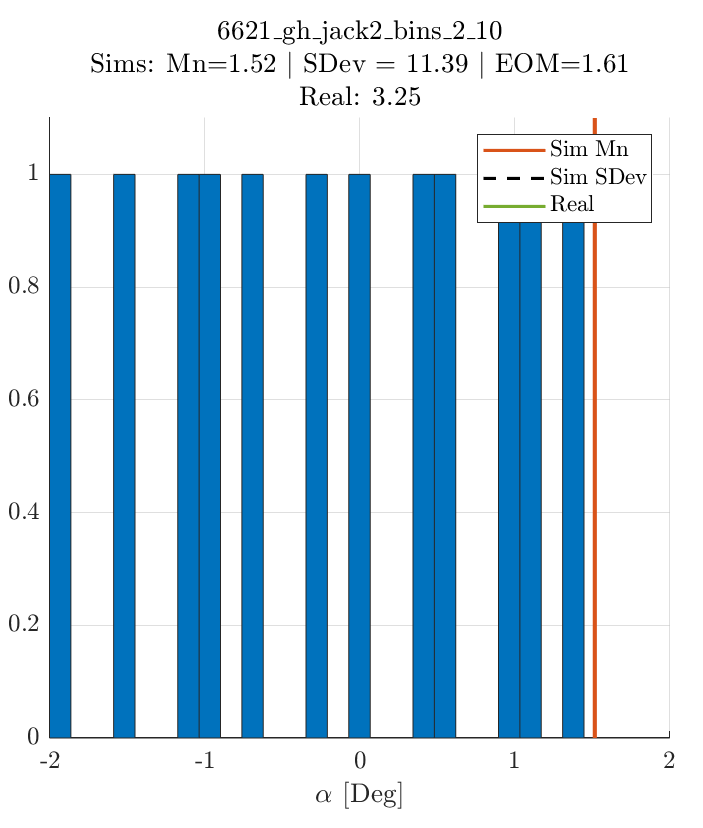 6621_gh_jack2_bins_2_10
Sims: Mn=1.52 | SDev = 11.39 | EOM=1.61
Real: 3.25
Sim Mn
Sim SDev
Real
1
0.8
0.6
0.4
0.2
0
-2
-1
0
1
2
α [Deg]